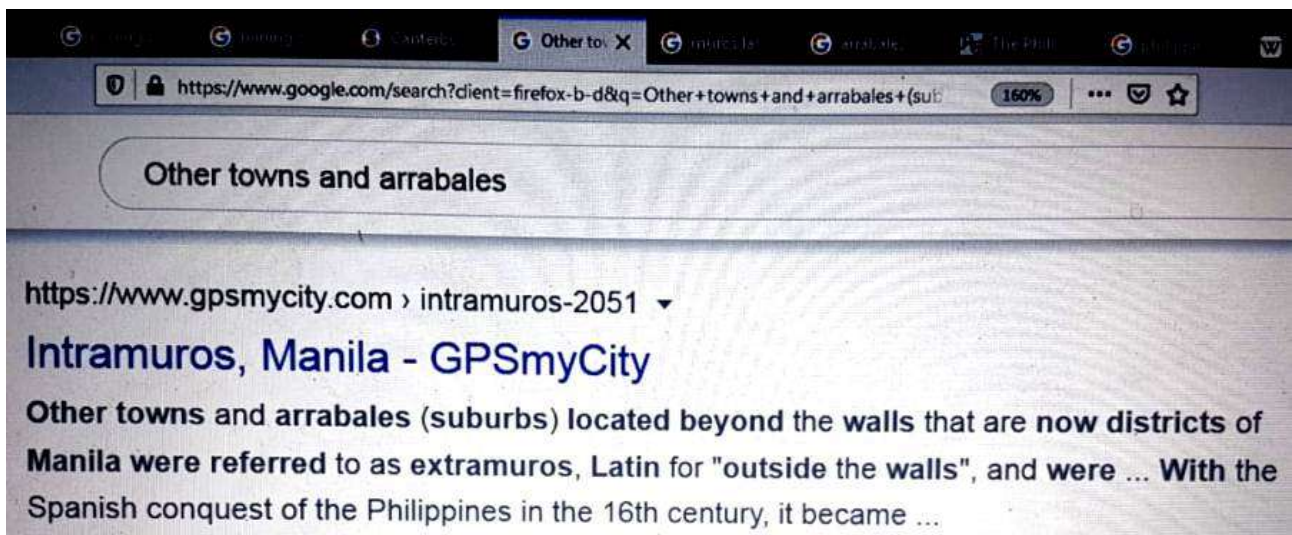 Other tov
The Phili
https://www.google.com/search?client=firefox-b-d&q=Other+towns+and+arrabales+(sub
160%
Other towns and arrabales
https://www.gpsmycity.com › intramuros-2051
Intramuros, Manila - GPSmyCity
Other towns and arrabales (suburbs) located beyond the walls that are now districts of
Manila were referred to as extramuros, Latin for "outside the walls", and were ... With the
Spanish conquest of the Philippines in the 16th century, it became ...